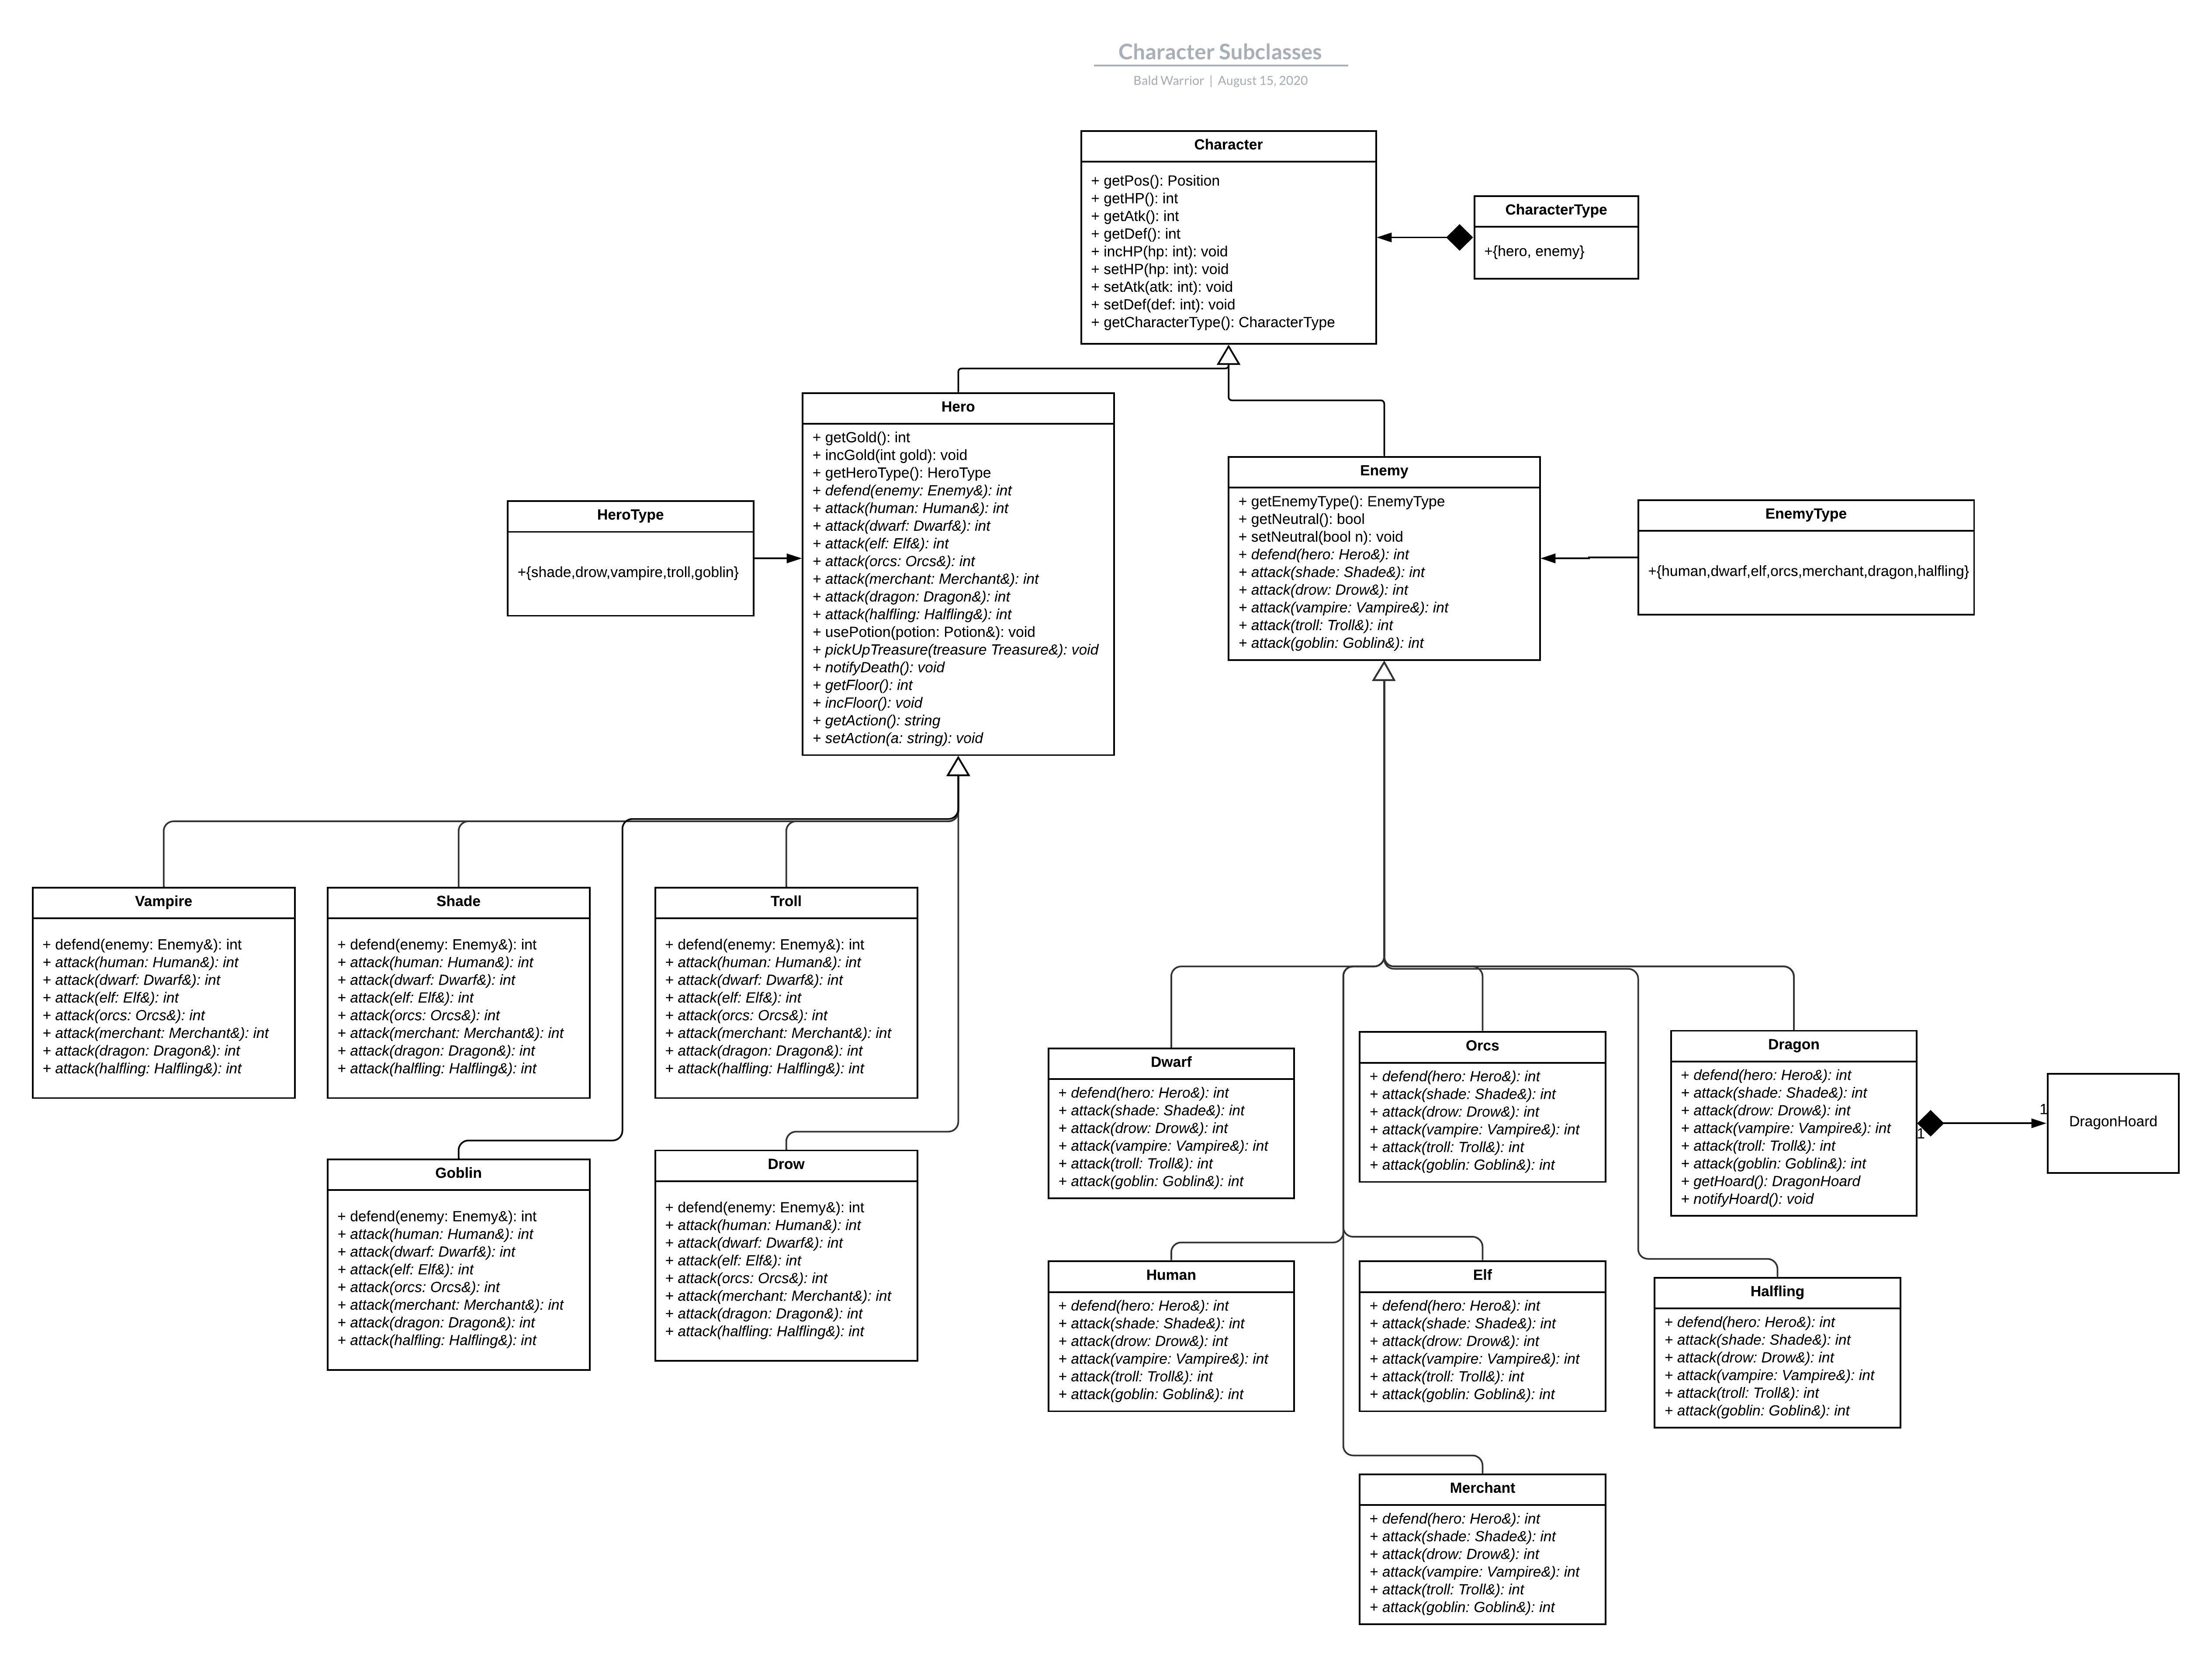 Character Subclasses
Bald Warrior | August 15, 2020
Character
+ getPos(): Position
+ getHP(): int
+ getAtk(): int
+ getDef(): int
+ incHP(hp: int): void
+ setHP(hp: int): void
+ setAtk(atk: int): void
+ setDef(def: int): void
+ getCharacterType(): CharacterType
CharacterType
+{hero, enemy}
Hero
+ getGold(): int
+ incGold(int gold): void
+ getHeroType(): HeroType
+ defend(enemy: Enemy&): int
+ attack(human: Human&): int
+ attack(dwarf: Dwarf&): int
+ attack(elf: Elf&): int
+ attack(orcs: Orcs&): int
+ attack(merchant: Merchant&): int
+ attack(dragon: Dragon&): int
+ attack(halfling: Halfling&): int
+ usePotion(potion: Potion&): void
+ pickUpTreasure(treasure Treasure&): void
+ notifyDeath(): void
+ getFloor(): int
+ incFloor(): void
+ getAction(): string
+ setAction(a: string): void
Enemy
+ getEnemyType(): EnemyType
+ getNeutral(): bool
+ setNeutral(bool n): void
+ defend(hero: Hero&): int
+ attack(shade: Shade&): int
+ attack(drow: Drow&): int
+ attack(vampire: Vampire&): int
+ attack(troll: Troll&): int
+ attack(goblin: Goblin&): int
HeroType
+{shade,drow,vampire,troll,goblin}
EnemyType
+{human,dwarf,elf,orcs,merchant,dragon,halfling}
Vampire
+ defend(enemy: Enemy&): int
+ attack(human: Human&): int
+ attack(dwarf: Dwarf&): int
+ attack(elf: Elf&): int
+ attack(orcs: Orcs&): int
+ attack(merchant: Merchant&): int
+ attack(dragon: Dragon&): int
+ attack(halfling: Halfling&): int
Shade
+ defend(enemy: Enemy&): int
+ attack(human: Human&): int
+ attack(dwarf: Dwarf&): int
+ attack(elf: Elf&): int
+ attack(orcs: Orcs&): int
+ attack(merchant: Merchant&): int
+ attack(dragon: Dragon&): int
+ attack(halfling: Halfling&): int
Troll
+ defend(enemy: Enemy&): int
+ attack(human: Human&): int
+ attack(dwarf: Dwarf&): int
+ attack(elf: Elf&): int
+ attack(orcs: Orcs&): int
+ attack(merchant: Merchant&): int
+ attack(dragon: Dragon&): int
+ attack(halfling: Halfling&): int
Goblin
+ defend(enemy: Enemy&): int
+ attack(human: Human&): int
+ attack(dwarf: Dwarf&): int
+ attack(elf: Elf&): int
+ attack(orcs: Orcs&): int
+ attack(merchant: Merchant&): int
+ attack(dragon: Dragon&): int
+ attack(halfling: Halfling&): int
Drow
+ defend(enemy: Enemy&): int
+ attack(human: Human&): int
+ attack(dwarf: Dwarf&): int
+ attack(elf: Elf&): int
+ attack(orcs: Orcs&): int
+ attack(merchant: Merchant&): int
+ attack(dragon: Dragon&): int
+ attack(halfling: Halfling&): int
Dwarf
+ defend(hero: Hero&): int
+ attack(shade: Shade&): int
+ attack(drow: Drow&): int
+ attack(vampire: Vampire&): int
+ attack(troll: Troll&): int
+ attack(goblin: Goblin&): int
Orcs
+ defend(hero: Hero&): int
+ attack(shade: Shade&): int
+ attack(drow: Drow&): int
+ attack(vampire: Vampire&): int
+ attack(troll: Troll&): int
+ attack(goblin: Goblin&): int
Dragon
+ defend(hero: Hero&): int
+ attack(shade: Shade&): int
+ attack(drow: Drow&): int
+ attack(vampire: Vampire&): int
+ attack(troll: Troll&): int
+ attack(goblin: Goblin&): int
+ getHoard(): DragonHoard
+ notifyHoard(): void
1
1
DragonHoard
Human
+ defend(hero: Hero&): int
+ attack(shade: Shade&): int
+ attack(drow: Drow&): int
+ attack(vampire: Vampire&): int
+ attack(troll: Troll&): int
+ attack(goblin: Goblin&): int
Elf
+ defend(hero: Hero&): int
+ attack(shade: Shade&): int
+ attack(drow: Drow&): int
+ attack(vampire: Vampire&): int
+ attack(troll: Troll&): int
+ attack(goblin: Goblin&): int
Halfling
+ defend(hero: Hero&): int
+ attack(shade: Shade&): int
+ attack(drow: Drow&): int
+ attack(vampire: Vampire&): int
+ attack(troll: Troll&): int
+ attack(goblin: Goblin&): int
Merchant
+ defend(hero: Hero&): int
+ attack(shade: Shade&): int
+ attack(drow: Drow&): int
+ attack(vampire: Vampire&): int
+ attack(troll: Troll&): int
+ attack(goblin: Goblin&): int